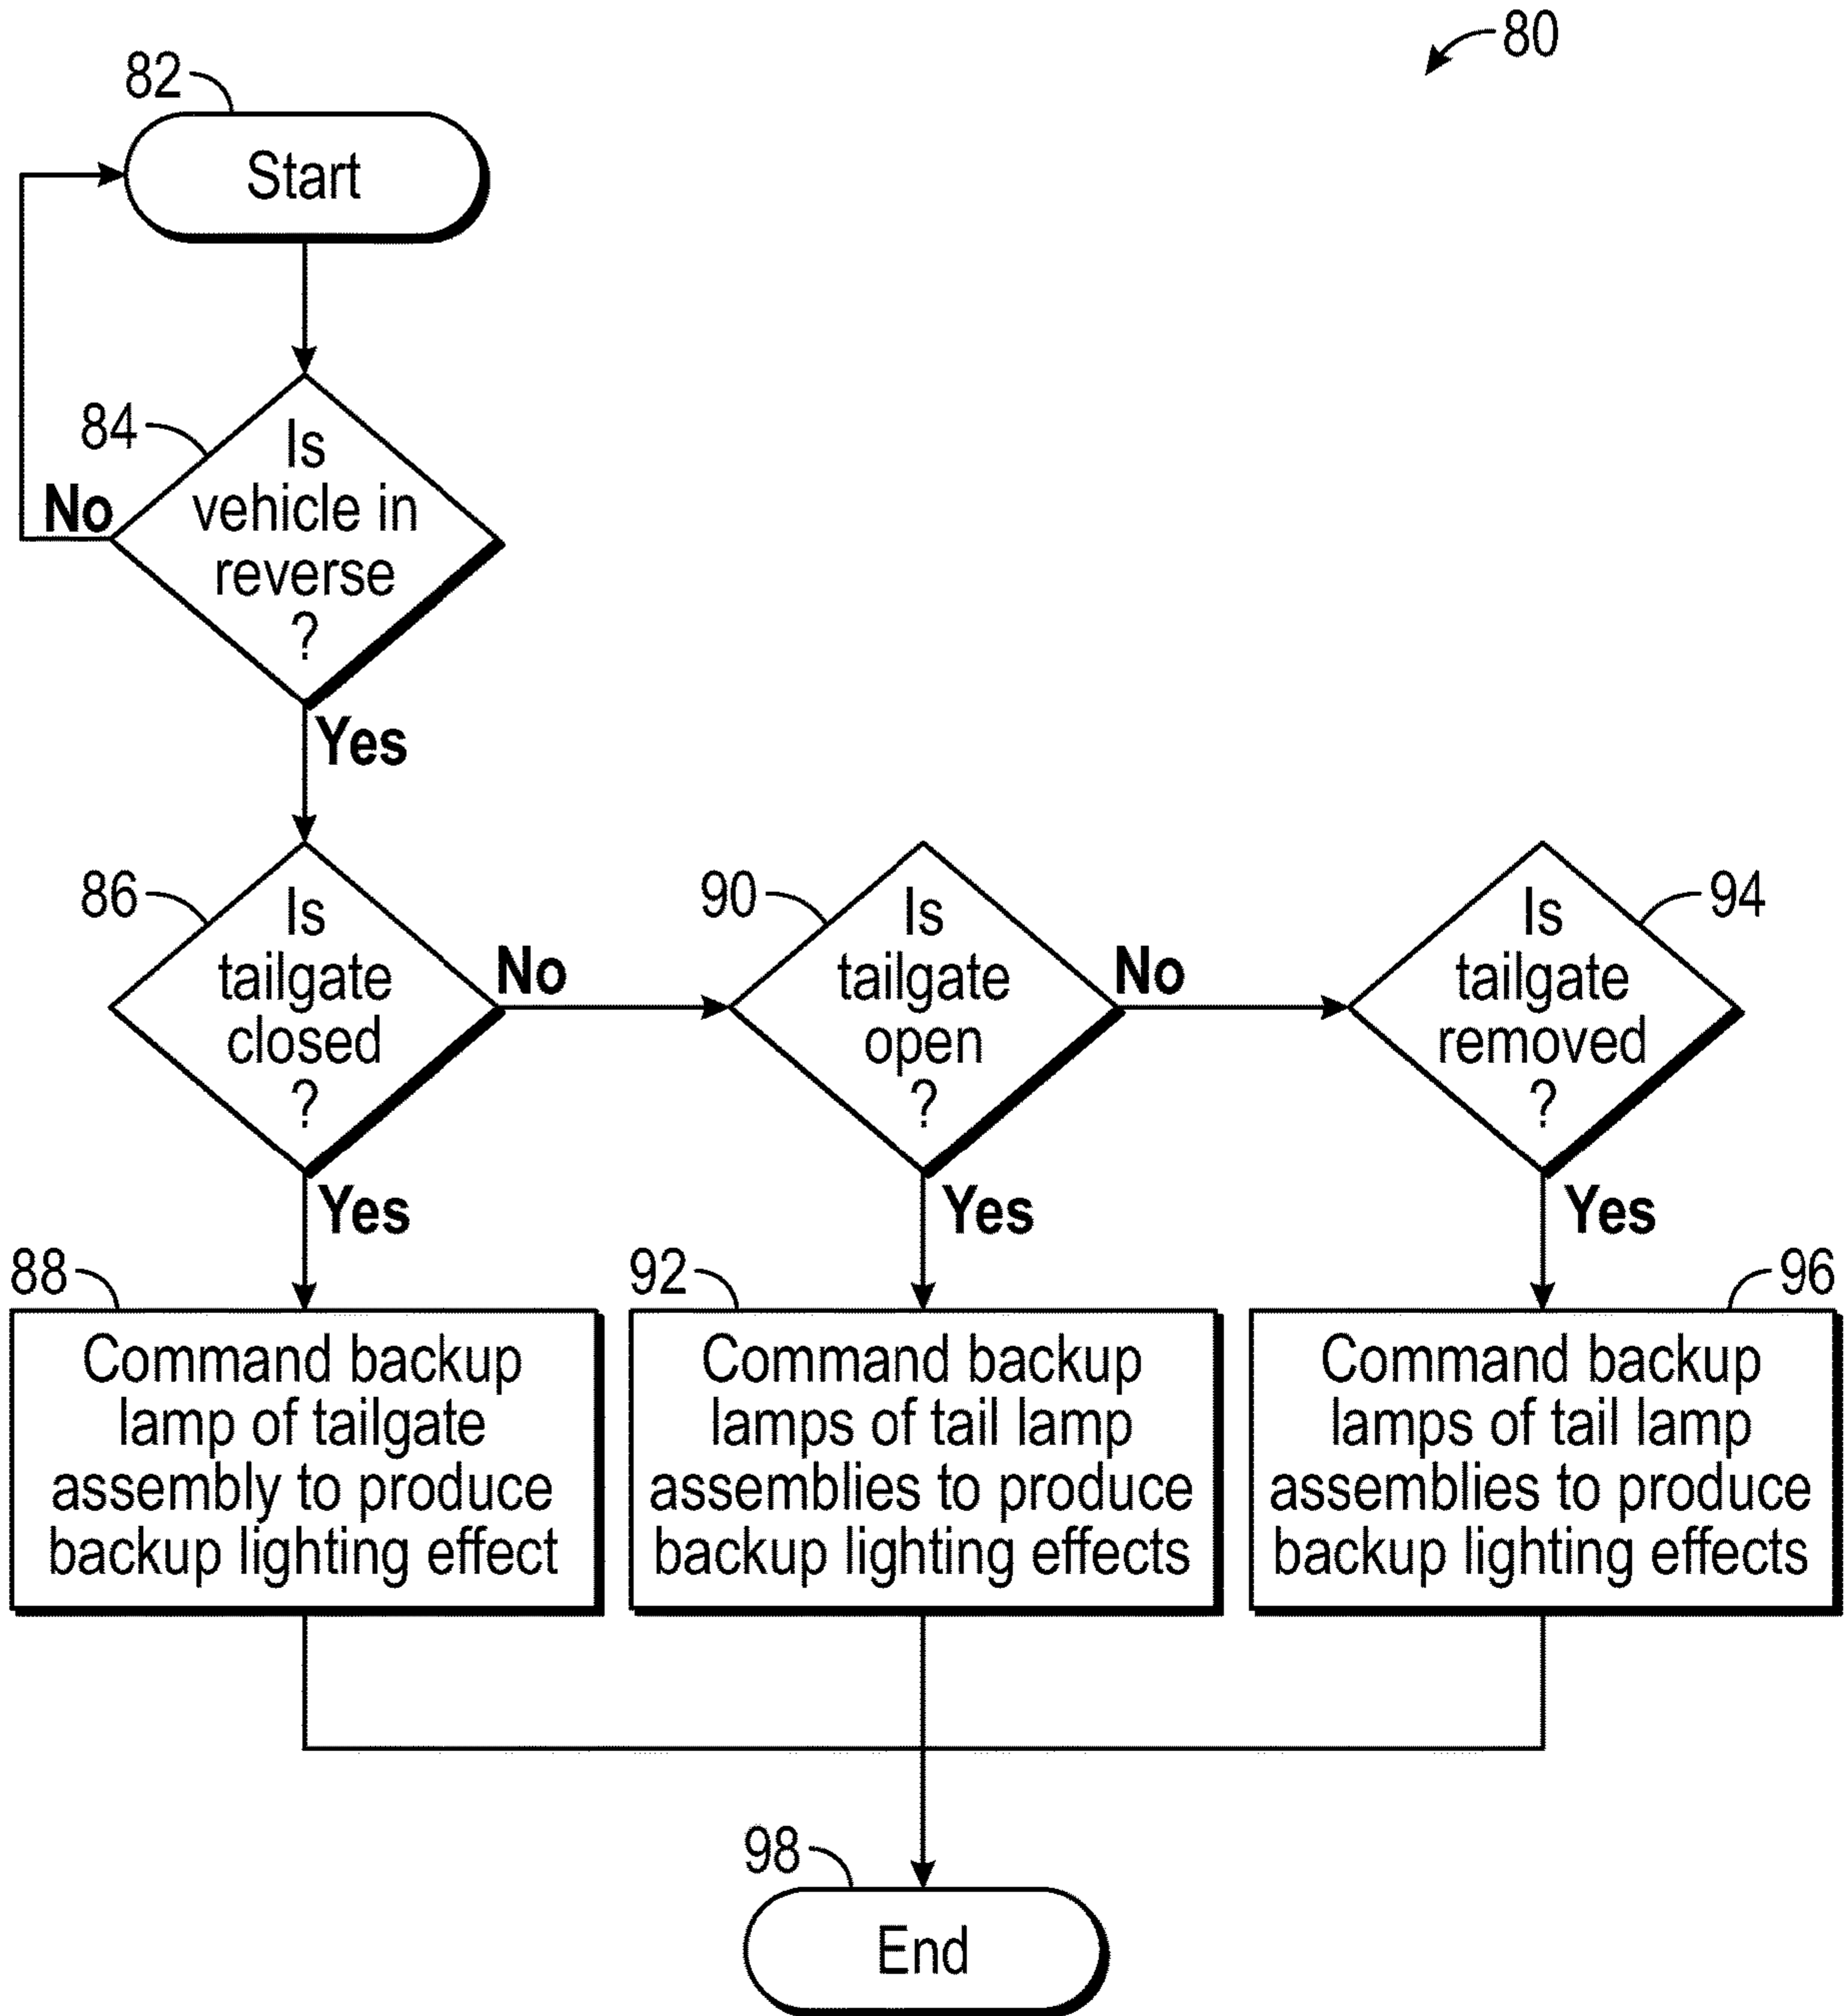 80
82
Start
84
Is
vehicle in
reverse
?
No
Yes
86
Is
tailgate
closed
?
No
90
Is
tailgate
open
?
No
94
Is
tailgate
removed
?
Yes
Yes
Yes
88
Command backup
lamp of tailgate
assembly to produce
backup lighting effect
92
Command backup
lamps of tail lamp
assemblies to produce
backup lighting effects
96
Command backup
lamps of tail lamp
assemblies to produce
backup lighting effects
98
End